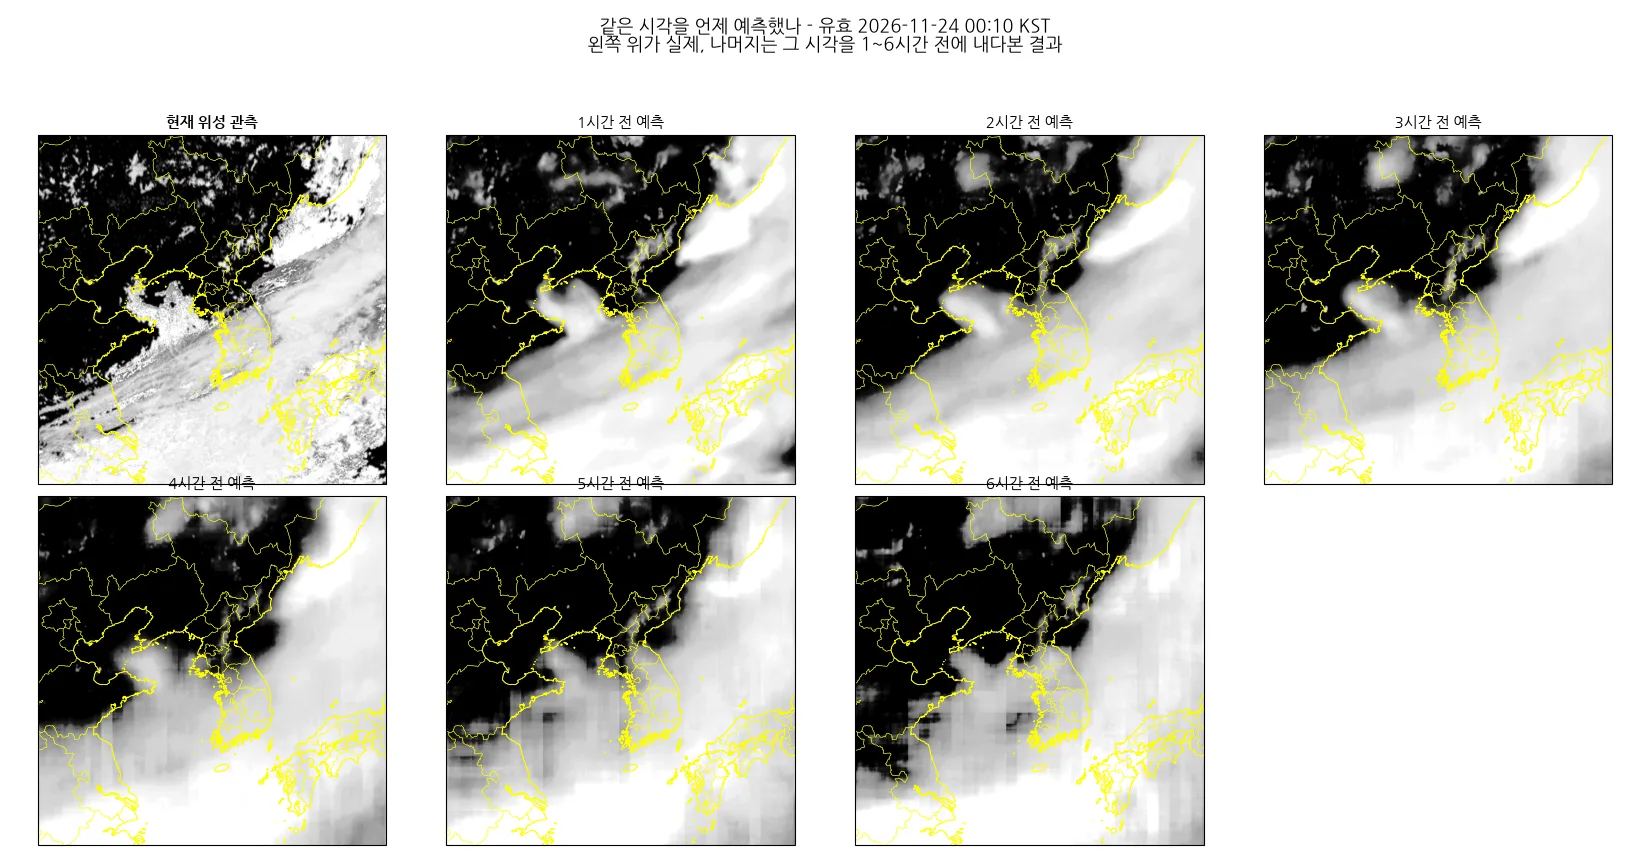 같은 시각을 언제 예측했나 - 유효 2026-11-24 00:10 KST
왼쪽 위가 실제, 나머지는 그 시각을 1~6시간 전에 내다본 결과
현재 위성 관측
1시간 전 예측
2시간 전 예측
3시간 전 예측
4시간 전 예측
5시간 전 예측
6시간 전 예측